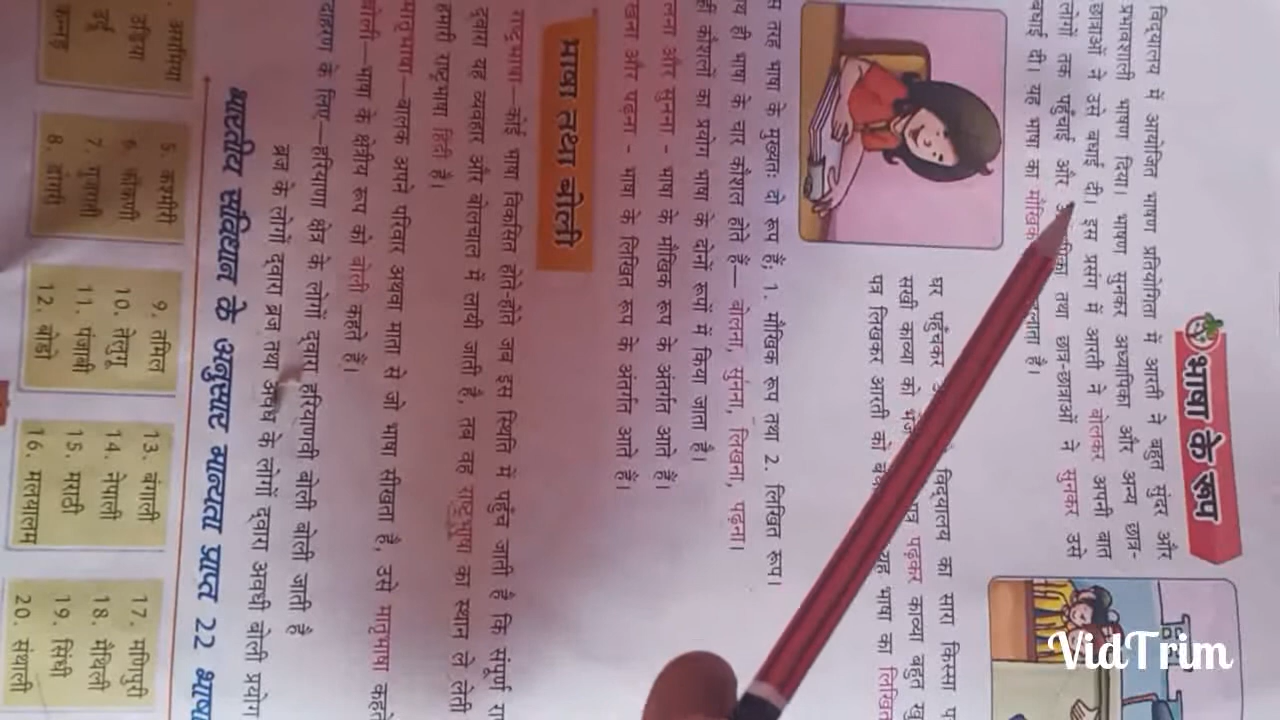 भाषा के रूप
विद्यालय में आयोजित भाषण प्रतियोगिता में आरती ने बहुत सुंदर और
प्रभावशाली भाषण दिया। भाषण सुनकर अध्यापिका और अन्य छात्र-
छात्राओं ने उसे बधाई दी। इस प्रसंग में आरती ने बोलकर अपनी बात
लोगों तक पहुँचाई और तथा छात्र-छात्राओं ने सुनकर उसे
बधाई दी। यह भाषा का मौखिक है।
घर पहुँचकर विद्यालय का सारा किस्सा
सखी काव्या को पढ़कर काव्या बहुत
पत्र लिखकर आरती को भाषा का लिखित
स तरह भाषा के मुख्यतः दो रूप हैं; 1. मौखिक रूप तथा 2. लिखित रूप।
ही भाषा के चार कौशल होते हैं— बोलना, सुनना, लिखना, पढ़ना।
कौशलों का प्रयोग भाषा के दोनों रूपों में किया जाता है।
लना और सुनना - भाषा के मौखिक रूप के अंतर्गत आते हैं।
खना और पढ़ना - भाषा के लिखित रूप के अंतर्गत आते हैं।
भाषा तथा बोली
राष्ट्रभाषा—कोई भाषा विकसित होते-होते जब इस स्थिति में पहुंच जाती है कि संपूर्ण रा
द्वारा वह व्यवहार और बोलचाल में लायी जाती है, तब वह राष्ट्रभाषा का स्थान ले लेती
हमारी राष्ट्रभाषा हिंदी है।
मातृभाषा—बालक अपने परिवार अथवा माता से जो भाषा सीखता है, उसे मातृभाषा कहते
बोली—भाषा के क्षेत्रीय रूप को बोली कहते हैं।
दाहरण के लिए—हरियाणा क्षेत्र के लोगों द्वारा हरियाणवी बोली बोली जाती है
ब्रज के लोगों द्वारा ब्रज तथा अवध के लोगों द्वारा अवधी बोली प्रयोग
भारतीय संविधान के अनुसार मान्यता प्राप्त 22 भाषा
असमिया
उड़िया
उर्दू
कन्नड़
5. कश्मीरी
6. कोंकणी
7. गुजराती
8. डोगरी
9. तमिल
10. तेलुगु
11. पंजाबी
12. बोडो
13. बंगाली
14. नेपाली
15. मराठी
16. मलयालम
17. मणिपुरी
18. मैथिली
19. सिंधी
20. संथाली
VidTrim